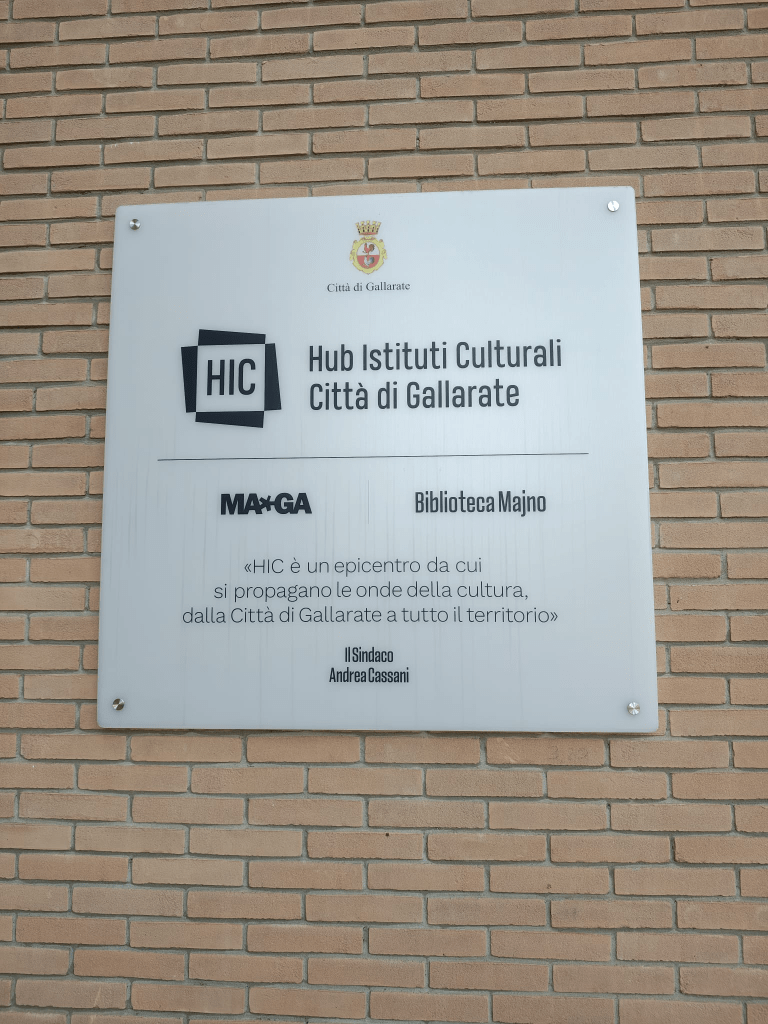 Città di Gallarate
HIC
Hub Istituti Culturali
Città di Gallarate
MA*GA
Biblioteca Majno
«HIC è un epicentro da cui
si propagano le onde della cultura,
dalla Città di Gallarate a tutto il territorio»
Il Sindaco
Andrea Cassani